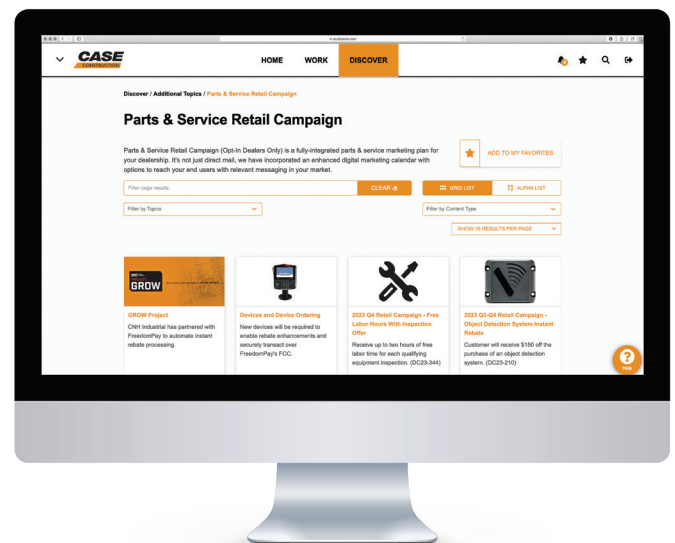 CASE
CONSTRUCTION
HOME WORK DISCOVER
Discover / Additional Topics / Parts & Service Retail Campaign
Parts & Service Retail Campaign
Parts & Service Retail Campaign (Opt-In Dealers Only) is a fully-integrated parts & service marketing plan for
your dealership. It's not just direct mail, we have incorporated an enhanced digital marketing calendar with
options to reach your end users with relevant messaging in your market.
ADD TO MY FAVORITES
Filter page results.
CLEAR
GRID LIST
ALPHA LIST
Filter by Topics
Filter by Content Type
SHOW 16 RESULTS PER PAGE
GROW
GROW Project
CNH Industrial has partnered with
FreedomPay to automate instant
rebate processing.
Devices and Device Ordering
New devices will be required to
enable rebate enhancements and
securely transact over
FreedomPay's FCC.
2023 Q4 Retail Campaign - Free
Labor Hours With Inspection
Offer
Receive up to two hours of free
labor time for each qualifying
equipment inspection. (DC23-344)
2023 Q3-Q4 Retail Campaign -
Object Detection System Instant
Rebate
Customer will receive $150 off the
purchase of an object detection
system. (DC23-210)
?
Help